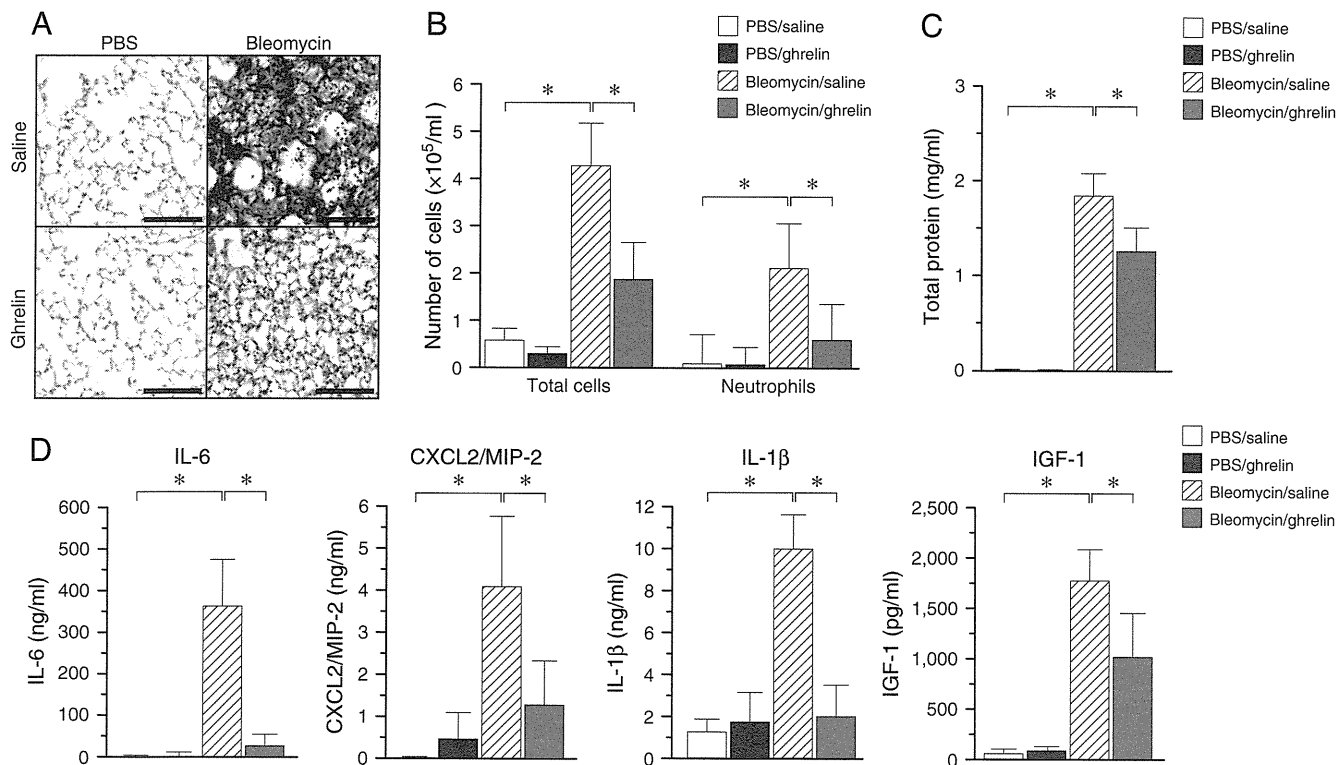 A
PBS
Bleomycin
Saline
Ghrelin
B
PBS/saline
PBS/ghrelin
Bleomycin/saline
Bleomycin/ghrelin
Number of cells (×10⁵/ml)
6
5
4
3
2
1
0
*
*
*
*
Total cells
Neutrophils
C
PBS/saline
PBS/ghrelin
Bleomycin/saline
Bleomycin/ghrelin
Total protein (mg/ml)
3
2
1
0
*
*
D
IL-6
*
*
IL-6 (ng/ml)
600
500
400
300
200
100
0
CXCL2/MIP-2
*
*
CXCL2/MIP-2 (ng/ml)
6
5
4
3
2
1
0
IL-1β
*
*
IL-1β (ng/ml)
12
10
8
6
4
2
0
IGF-1
*
*
IGF-1 (pg/ml)
2,500
2,000
1,500
1,000
500
0
PBS/saline
PBS/ghrelin
Bleomycin/saline
Bleomycin/ghrelin